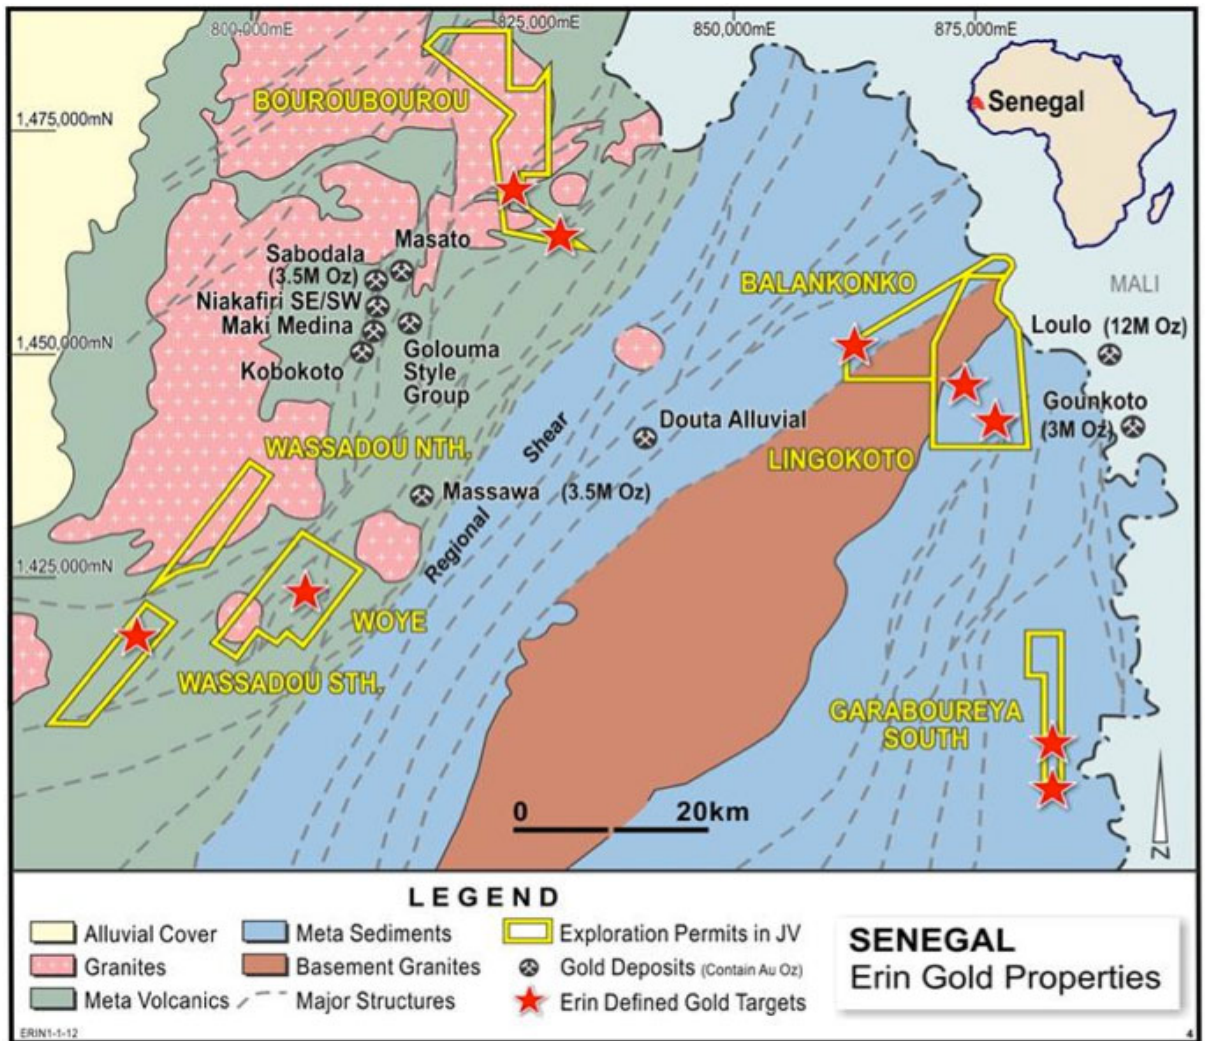 800,000mE
825,000mE
850,000mE
875,000mE
BOUROUBOUROU
1,475,000mN
Senegal
Masato
Sabodala
(3.5M Oz)
Niakafiri SE/SW
Maki Medina
Kobokoto
Golouma
Style
Group
1,450,000mN
BALANKONKO
MALI
Loulo (12M Oz)
Gounkoto
(3M Oz)
LINGOKOTO
Douta Alluvial
Shear
Regional
Massawa (3.5M Oz)
WASSADOU NTH.
1,425,000mN
WOYE
WASSADOU STH.
GARABOUREYA
SOUTH
0 20km
N
LEGEND
Alluvial Cover
Granites
Meta Volcanics
Meta Sediments
Basement Granites
Major Structures
Exploration Permits in JV
Gold Deposits (Contain Au Oz)
Erin Defined Gold Targets
SENEGAL
Erin Gold Properties
ERIN1-1-12
4